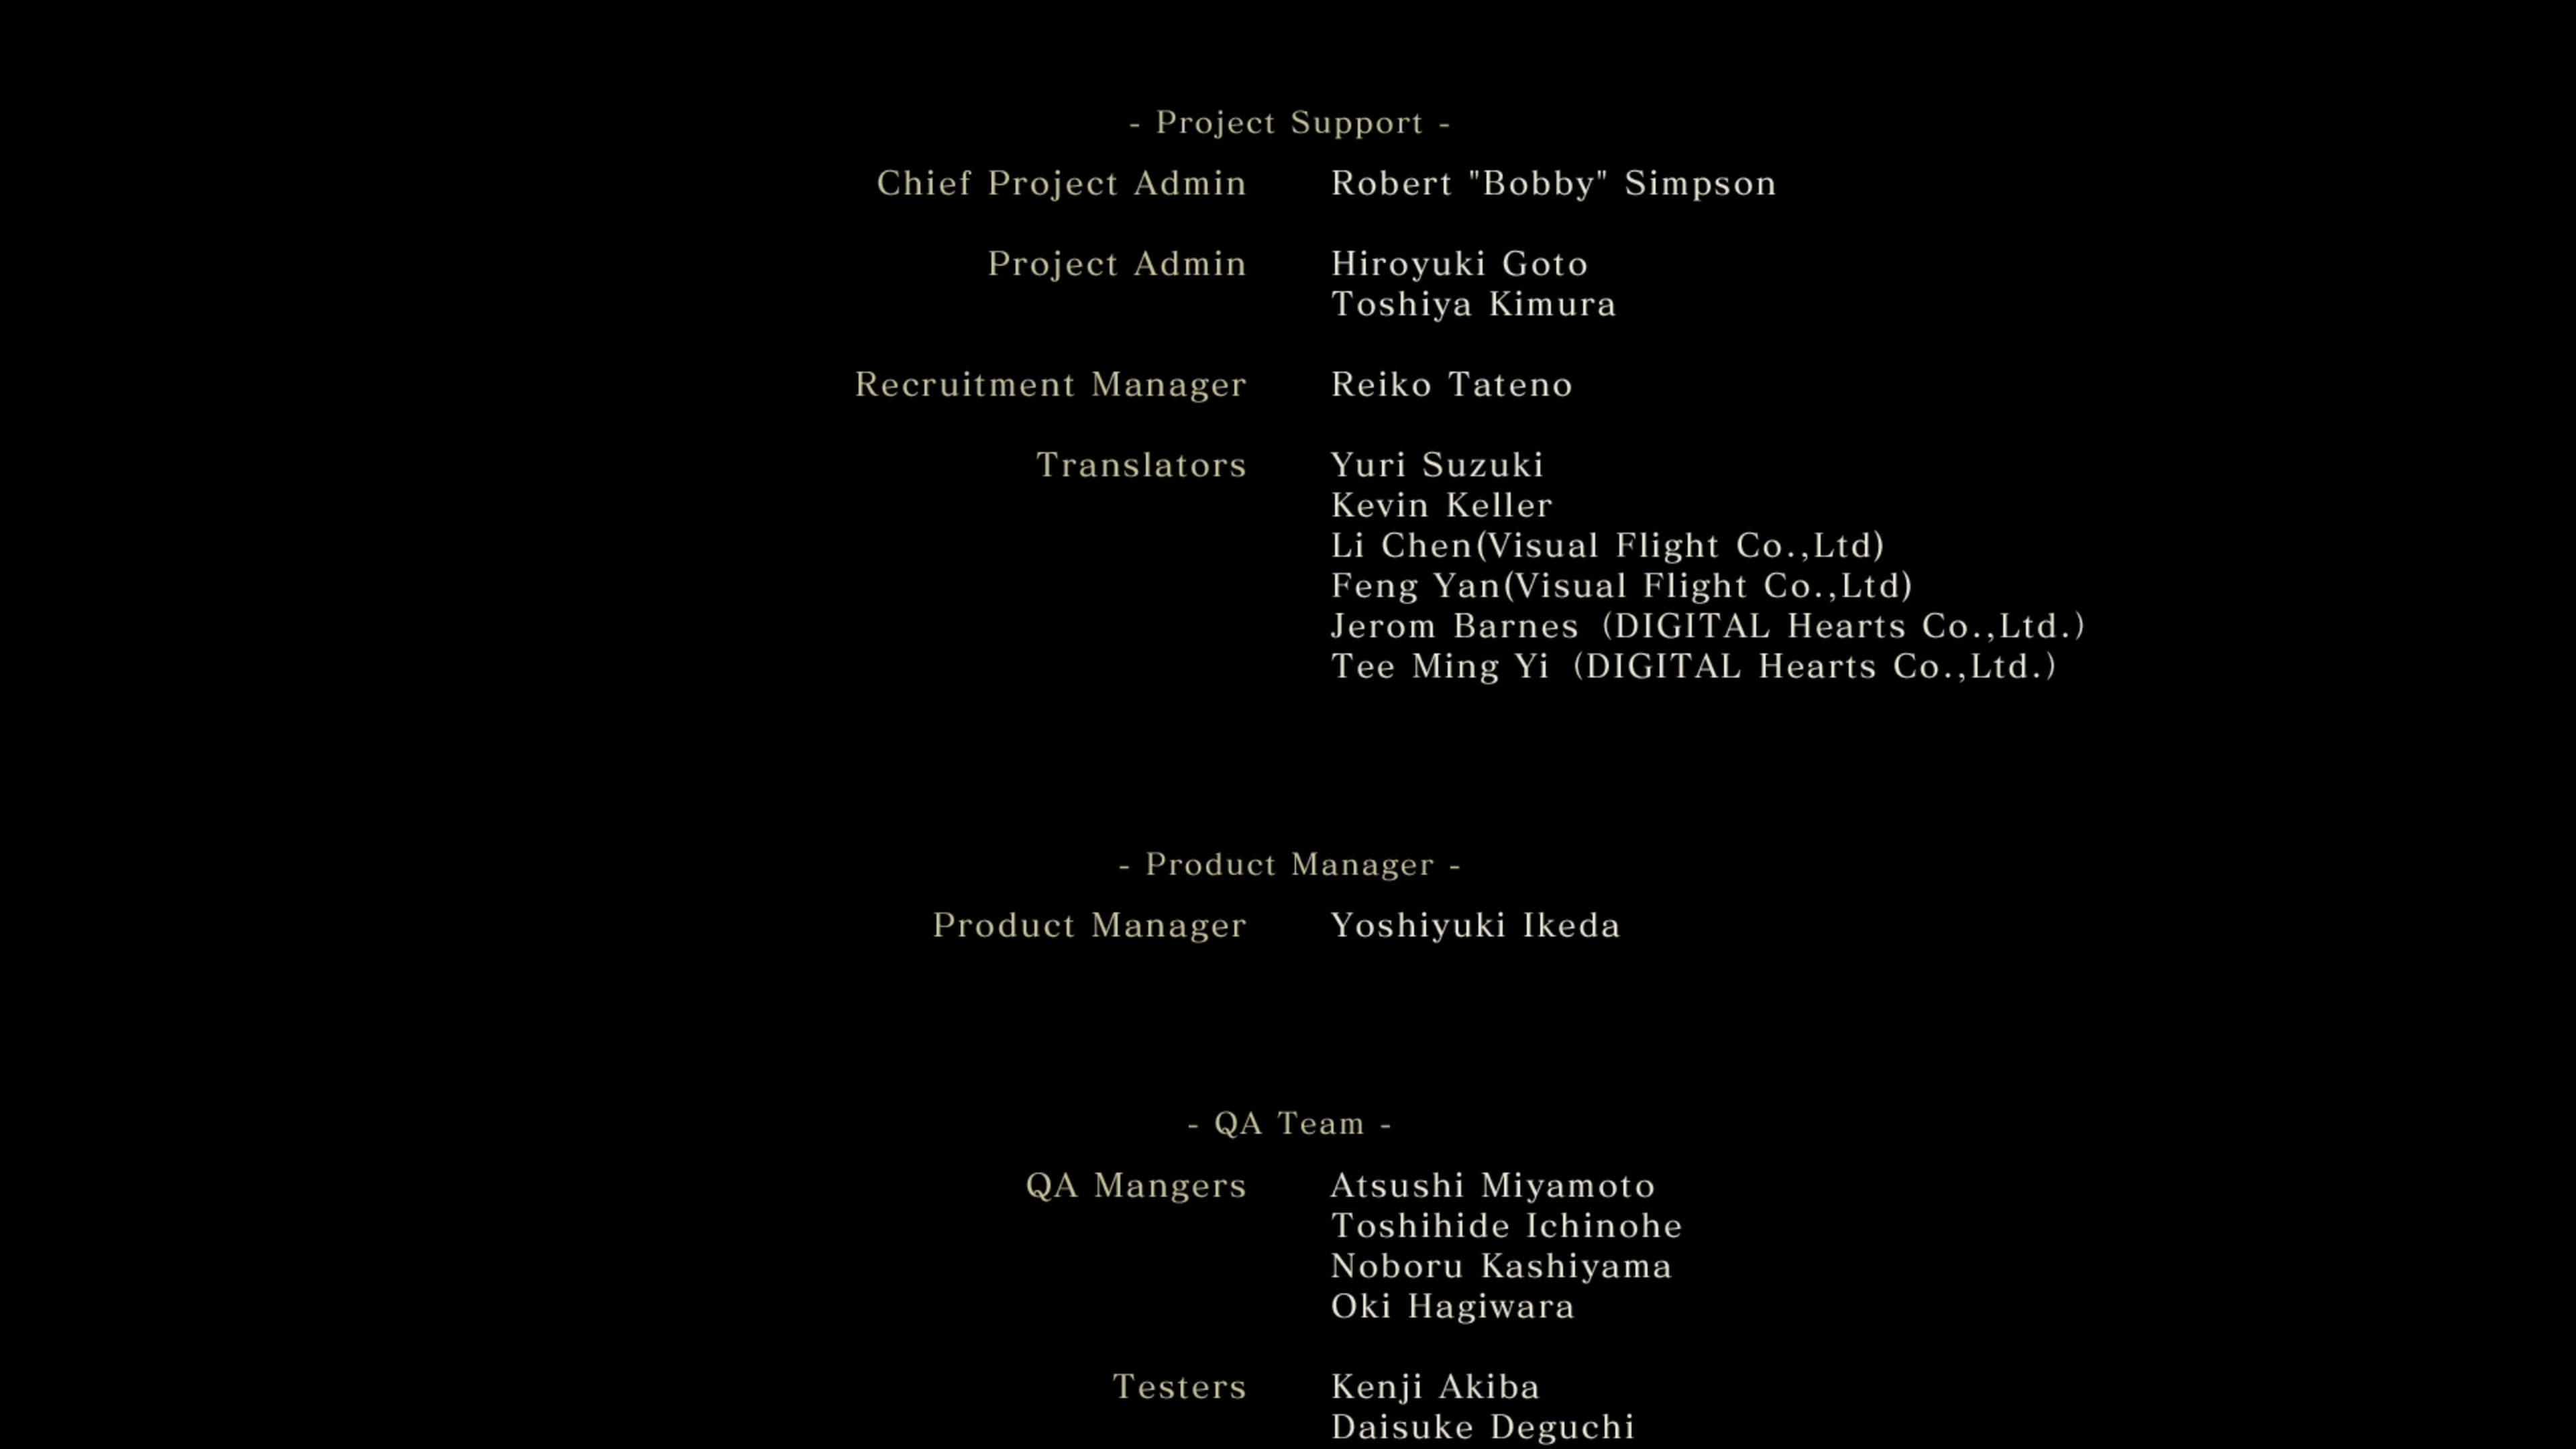 - Project Support -
Chief Project Admin Robert "Bobby" Simpson
Project Admin Hiroyuki Goto
Toshiya Kimura
Recruitment Manager Reiko Tateno
Translators Yuri Suzuki
Kevin Keller
Li Chen(Visual Flight Co.,Ltd)
Feng Yan(Visual Flight Co.,Ltd)
Jerom Barnes (DIGITAL Hearts Co.,Ltd.)
Tee Ming Yi (DIGITAL Hearts Co.,Ltd.)
- Product Manager -
Product Manager Yoshiyuki Ikeda
- QA Team -
QA Mangers Atsushi Miyamoto
Toshihide Ichinohe
Noboru Kashiyama
Oki Hagiwara
Testers Kenji Akiba
Daisuke Deguchi